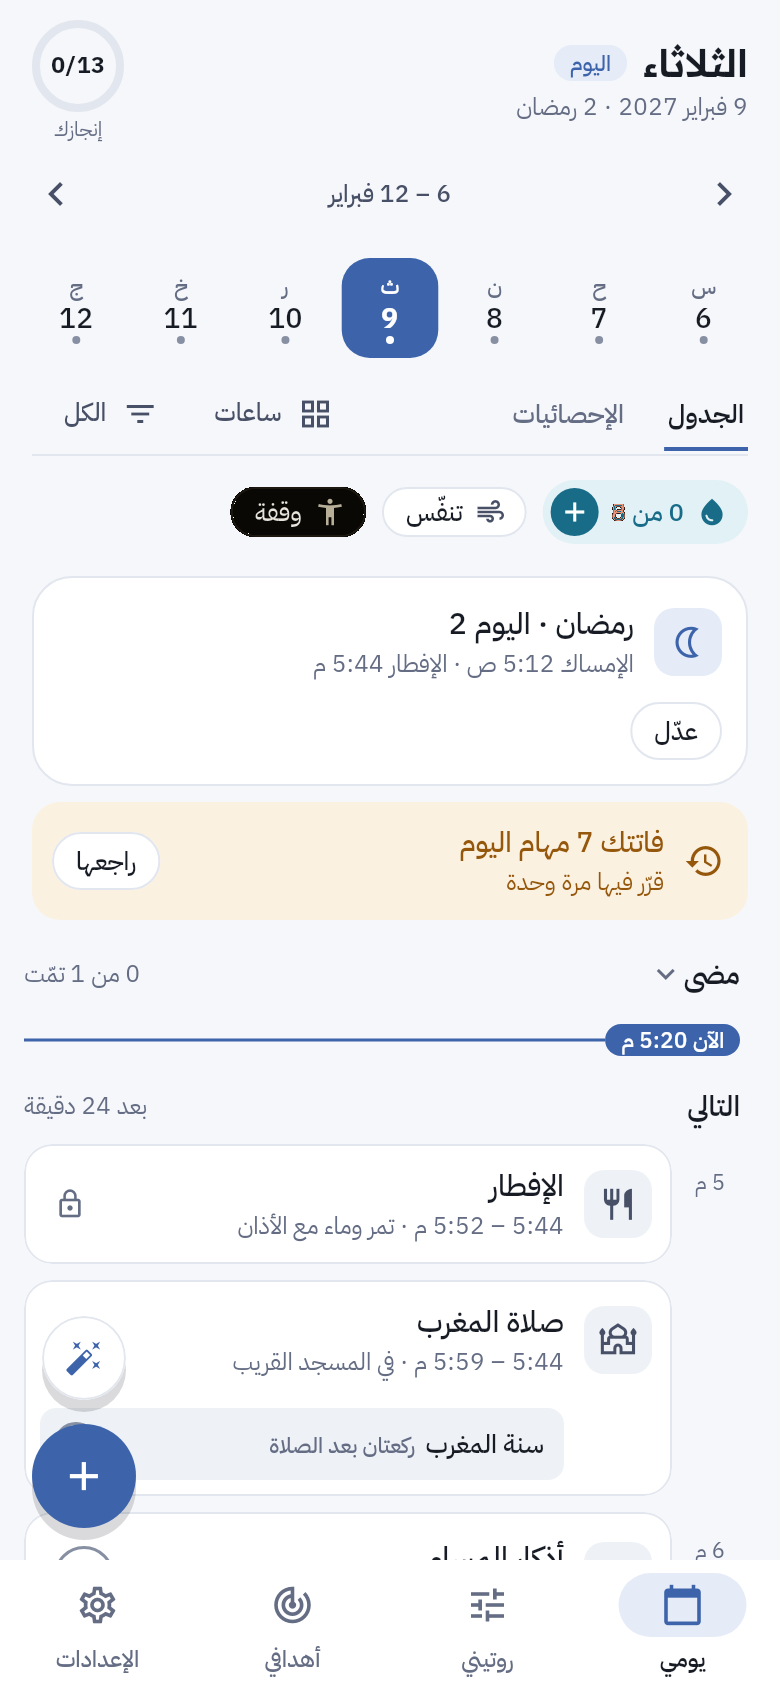 الثلاثاء اليوم
9 فبراير 2027 · 2 رمضان
0/13
إنجازك
6 – 12 فبراير
س ح ن ث ر خ ج
6 7 8 9 10 11 12
الجدول الإحصائيات ساعات الكل
0 من 8 تنفّس وقفة
رمضان · اليوم 2
الإمساك 5:12 ص · الإفطار 5:44 م
عدّل
فاتتك 7 مهام اليوم
قرّر فيها مرة وحدة
راجعها
مضى 0 من 1 تمّت
الآن 5:20 م
التالي بعد 24 دقيقة
5 م
الإفطار
5:44 – 5:52 م · تمر وماء مع الأذان
صلاة المغرب
5:44 – 5:59 م · في المسجد القريب
سنة المغرب ركعتان بعد الصلاة
6 م
أذكار المساء
يومي روتيني أهدافي الإعدادات